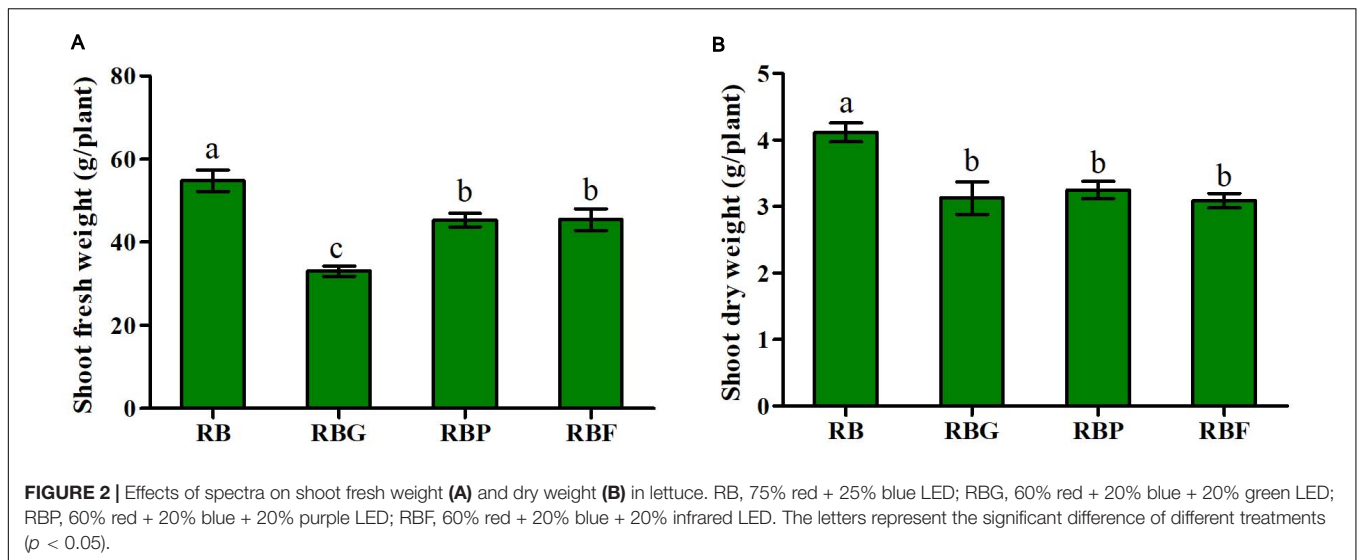 A
Shoot fresh weight (g/plant)
80
60
40
20
0
a
c
b
b
RB RBG RBP RBF
B
Shoot dry weight (g/plant)
5
4
3
2
1
0
a
b
b
b
RB RBG RBP RBF
FIGURE 2 | Effects of spectra on shoot fresh weight (A) and dry weight (B) in lettuce. RB, 75% red + 25% blue LED; RBG, 60% red + 20% blue + 20% green LED;
RBP, 60% red + 20% blue + 20% purple LED; RBF, 60% red + 20% blue + 20% infrared LED. The letters represent the significant difference of different treatments
(p < 0.05).